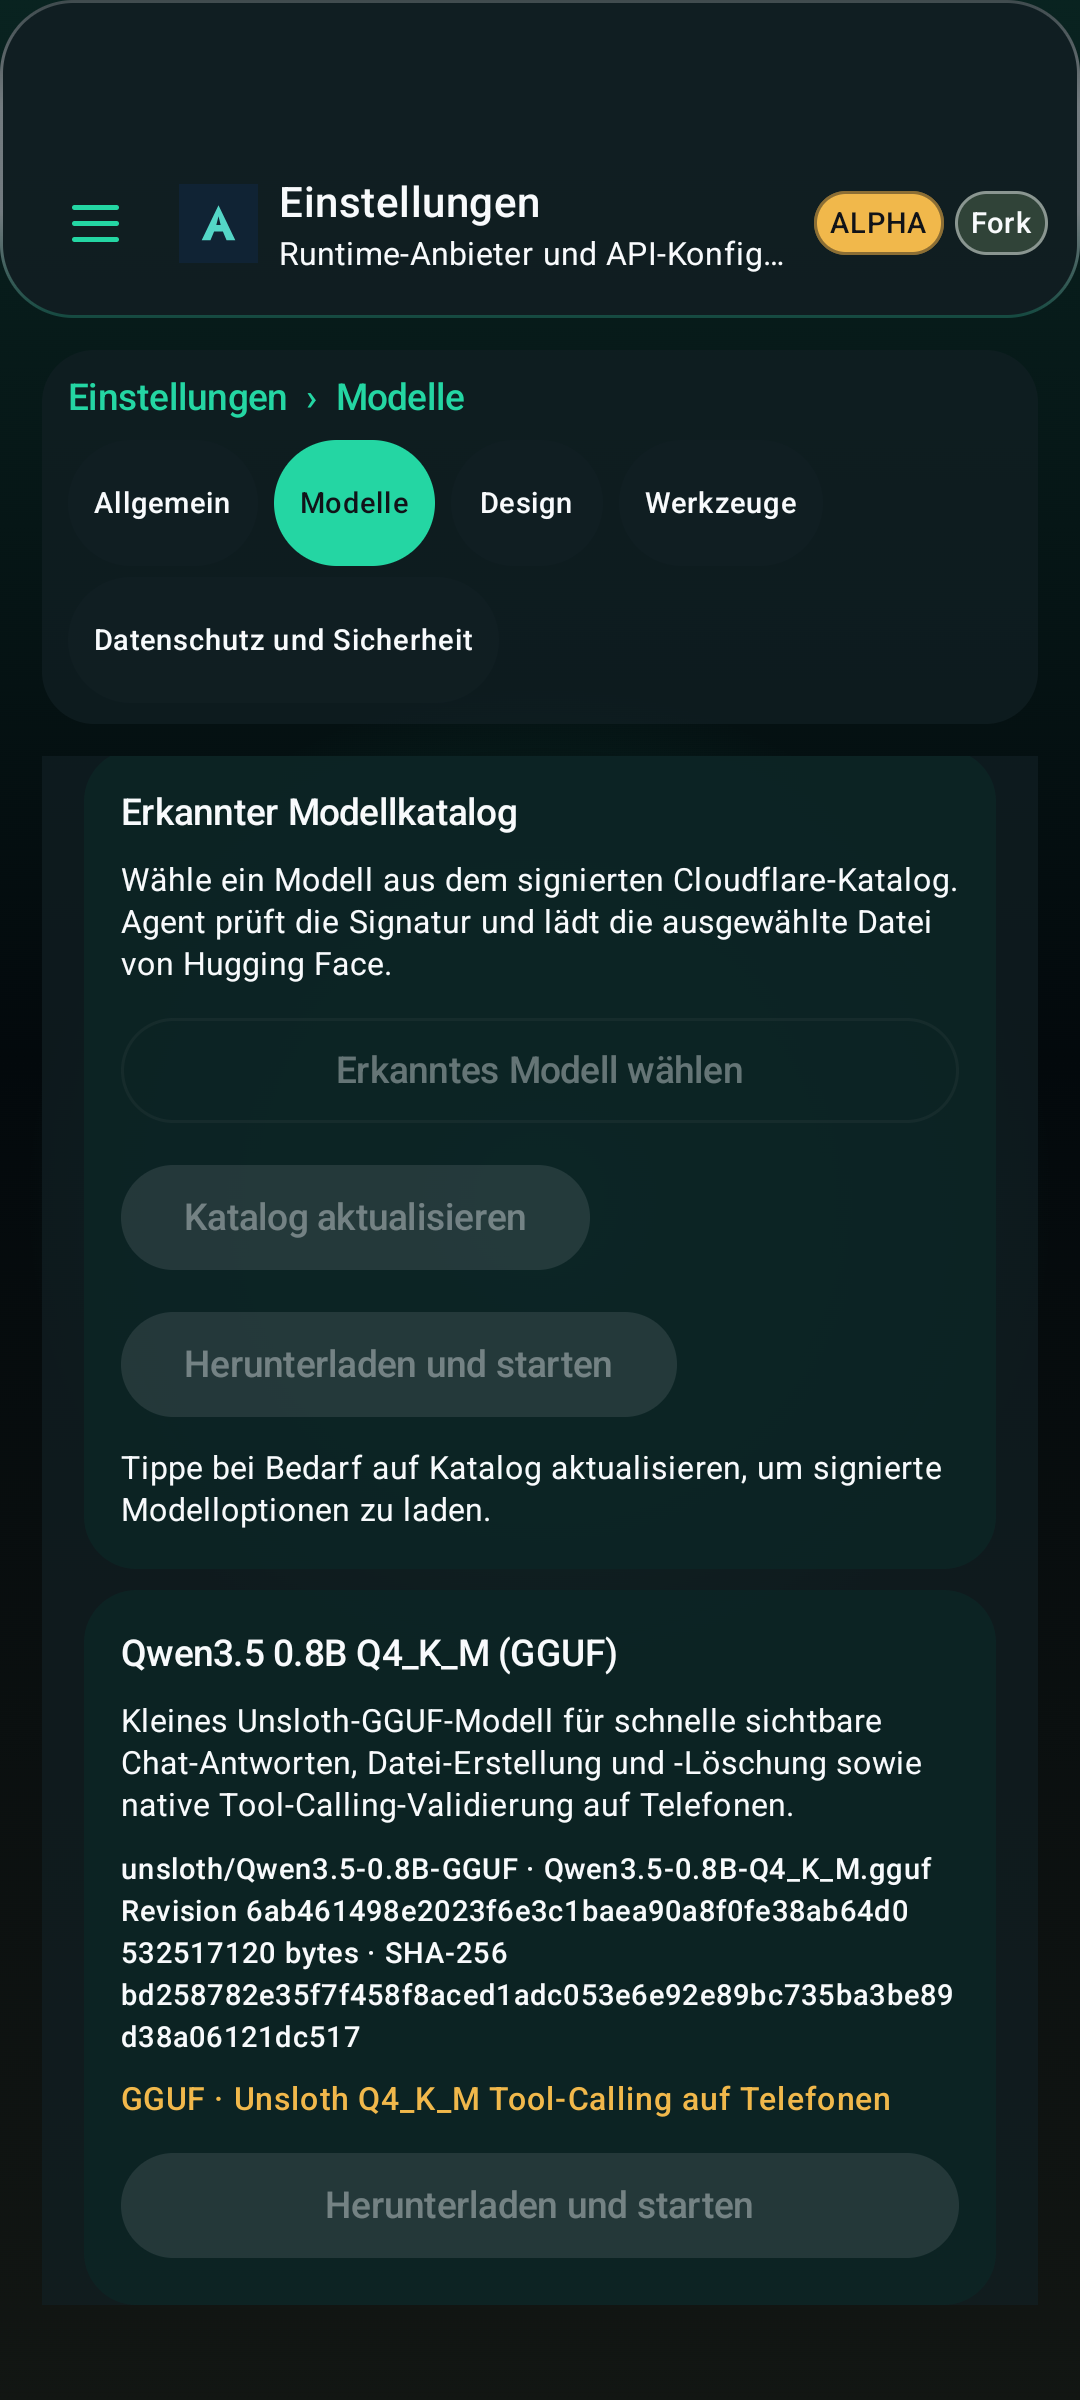 Einstellungen
Runtime-Anbieter und API-Konfig…
ALPHA
Fork
Einstellungen › Modelle
Allgemein
Modelle
Design
Werkzeuge
Datenschutz und Sicherheit
Erkannter Modellkatalog
Wähle ein Modell aus dem signierten Cloudflare-Katalog.
Agent prüft die Signatur und lädt die ausgewählte Datei
von Hugging Face.
Erkanntes Modell wählen
Katalog aktualisieren
Herunterladen und starten
Tippe bei Bedarf auf Katalog aktualisieren, um signierte
Modelloptionen zu laden.
Qwen3.5 0.8B Q4_K_M (GGUF)
Kleines Unsloth-GGUF-Modell für schnelle sichtbare
Chat-Antworten, Datei-Erstellung und -Löschung sowie
native Tool-Calling-Validierung auf Telefonen.
unsloth/Qwen3.5-0.8B-GGUF · Qwen3.5-0.8B-Q4_K_M.gguf
Revision 6ab461498e2023f6e3c1baea90a8f0fe38ab64d0
532517120 bytes · SHA-256
bd258782e35f7f458f8aced1adc053e6e92e89bc735ba3be89
d38a06121dc517
GGUF · Unsloth Q4_K_M Tool-Calling auf Telefonen
Herunterladen und starten